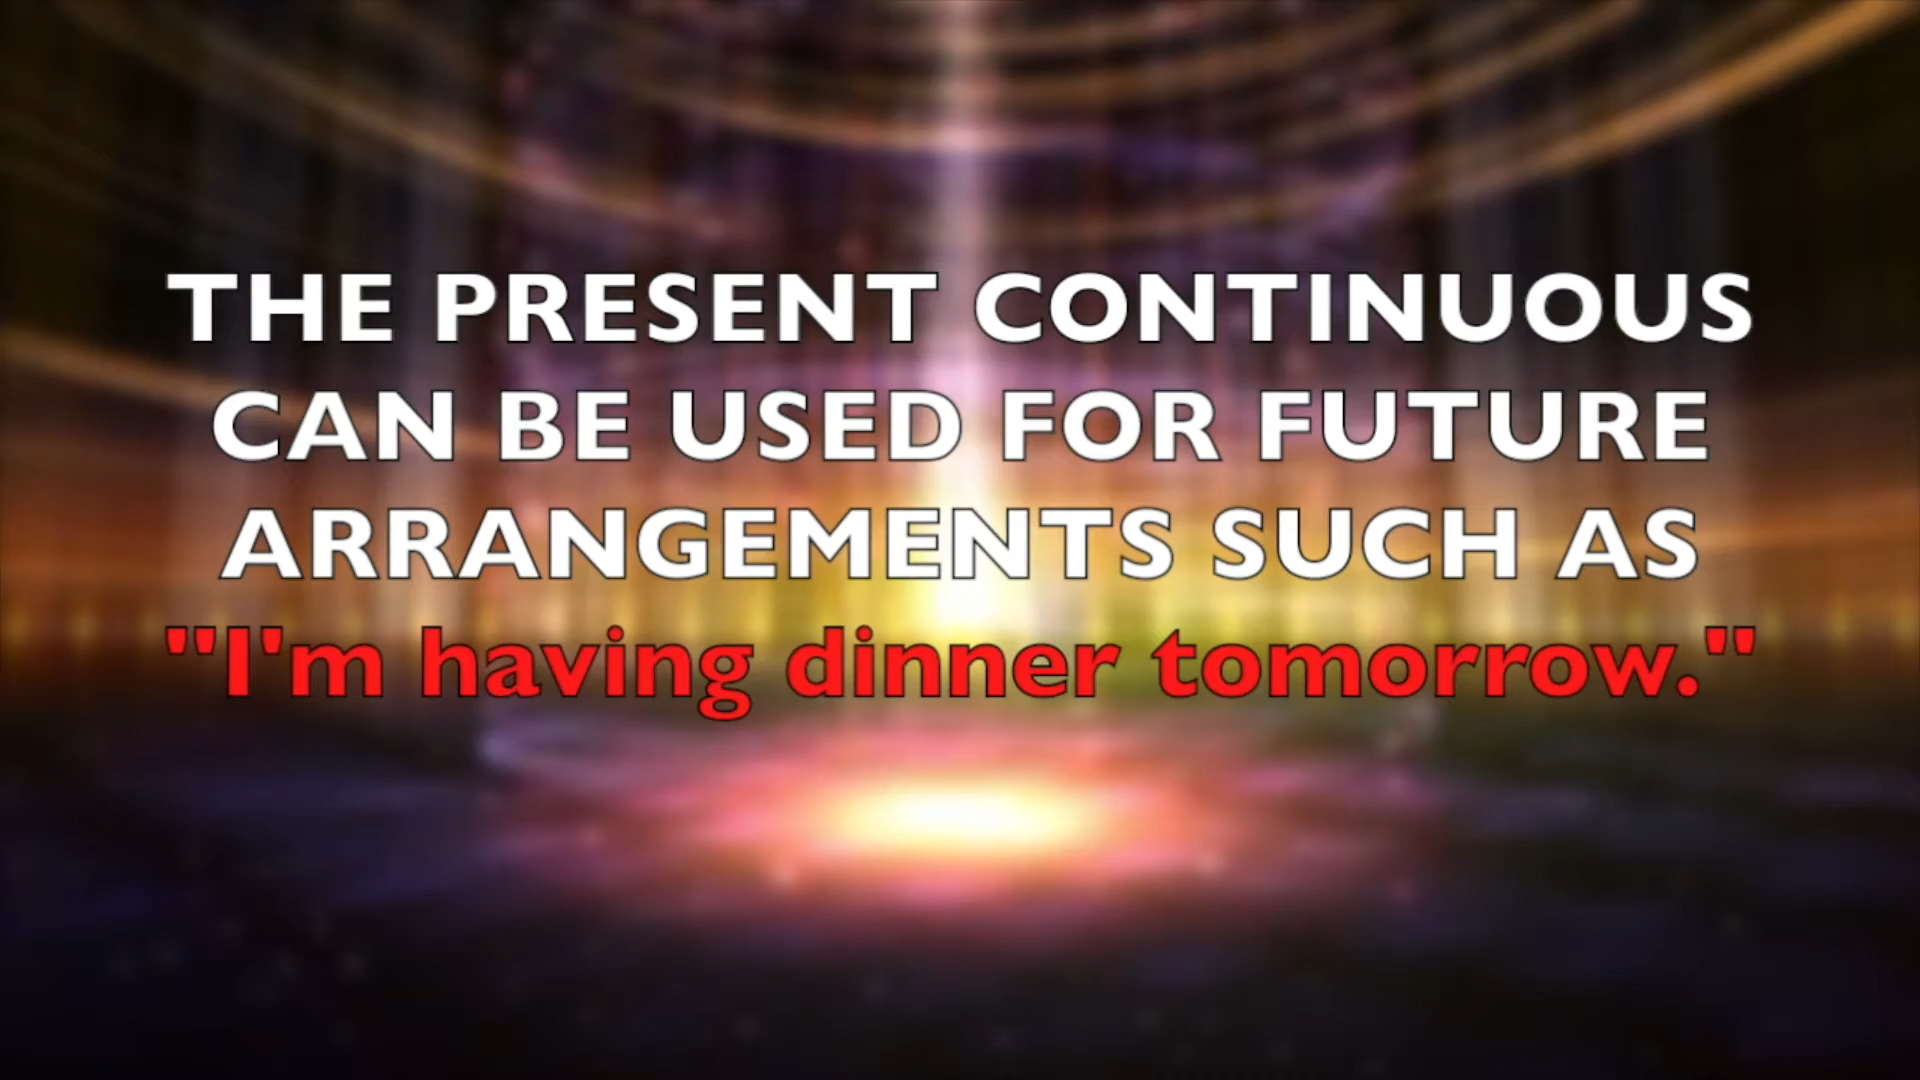 THE PRESENT CONTINUOUS
CAN BE USED FOR FUTURE
ARRANGEMENTS SUCH AS
"I'm having dinner tomorrow."